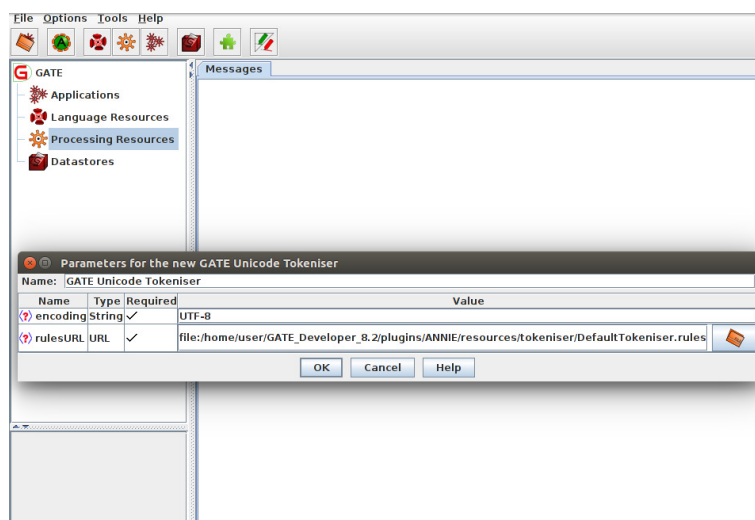 File Options Tools Help
GATE
Applications
Language Resources
Processing Resources
Datastores
Messages
Parameters for the new GATE Unicode Tokeniser
Name: GATE Unicode Tokeniser
Name Type Required Value
(?) encoding String ✓ UTF-8
(?) rulesURL URL ✓ file:/home/user/GATE_Developer_8.2/plugins/ANNIE/resources/tokeniser/DefaultTokeniser.rules
OK Cancel Help